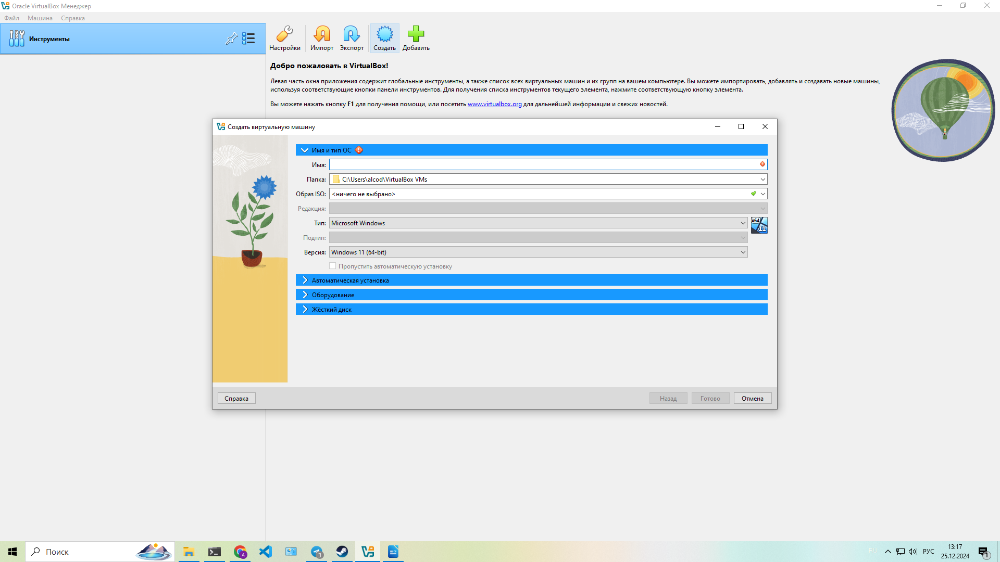 Oracle VirtualBox Менеджер
Файл Машина Справка
Инструменты
Настройки Импорт Экспорт Создать Добавить
Добро пожаловать в VirtualBox!
Левая часть окна приложения содержит глобальные инструменты, а также список всех виртуальных машин и их групп на вашем компьютере. Вы можете импортировать, добавлять и создавать новые машины,
используя соответствующие кнопки панели инструментов. Для получения списка инструментов текущего элемента, нажмите соответствующую кнопку элемента.
Вы можете нажать кнопку F1 для получения помощи, или посетить www.virtualbox.org для дальнейшей информации и свежих новостей.
Создать виртуальную машину
Имя и тип ОС
Имя:
Папка: C:\Users\alcod\VirtualBox VMs
Образ ISO: <ничего не выбрано>
Редакция:
Тип: Microsoft Windows
x64
11
Подтип:
Версия: Windows 11 (64-bit)
Пропустить автоматическую установку
Автоматическая установка
Оборудование
Жёсткий диск
Справка Назад Готово Отмена
Поиск
A
3
РУС
13:17
25.12.2024
1